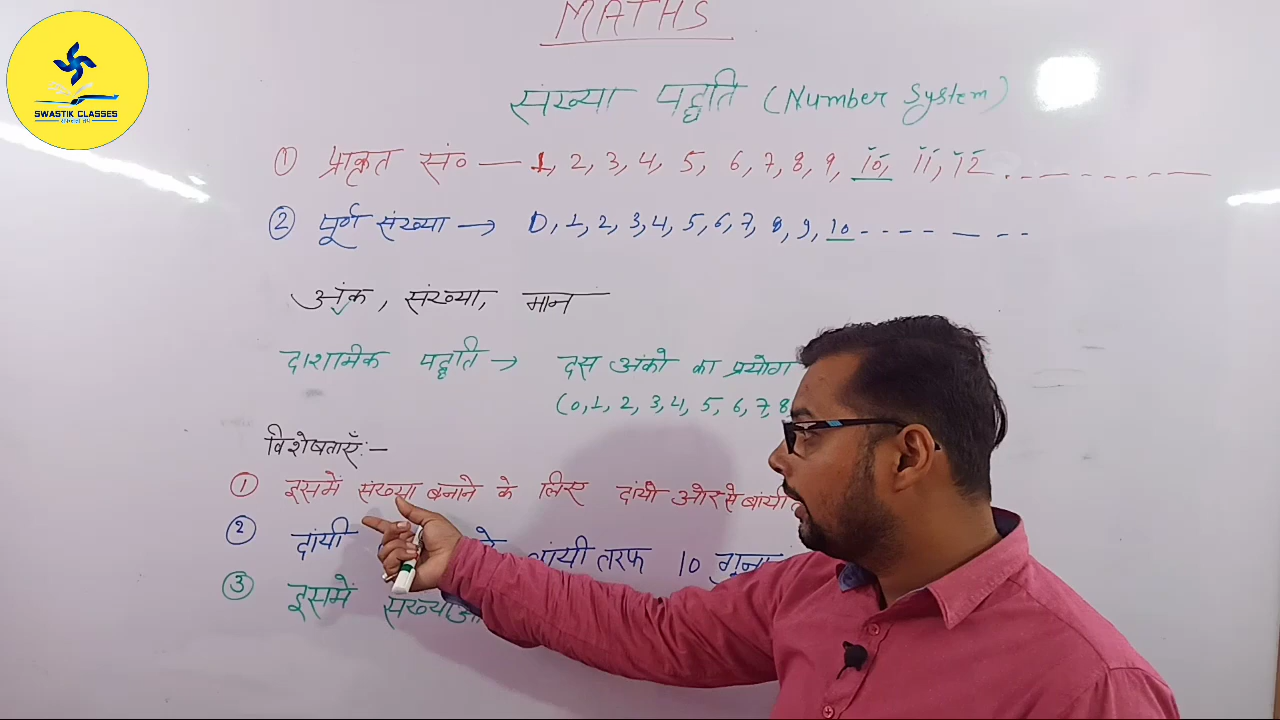 MATHS
SWASTIK CLASSES
संख्या पद्धति (Number System)
① प्राकृत सं० — 1, 2, 3, 4, 5, 6, 7, 8, 9, 10, 11, 12 . - - - - - - -
② पूर्ण संख्या → 0, 1, 2, 3, 4, 5, 6, 7, 8, 9, 10 - - - - - - -
अंक, संख्या, मान
दाशमिक पद्धति → दस अंको का प्रयोग
(0, 1, 2, 3, 4, 5, 6, 7, 8,
विशेषताएँ:-
① इसमें संख्या बनाने के लिए दांयी ओर से बांयी
② दांयी बांयी तरफ 10 गुना
③ इसमें संख्याओ